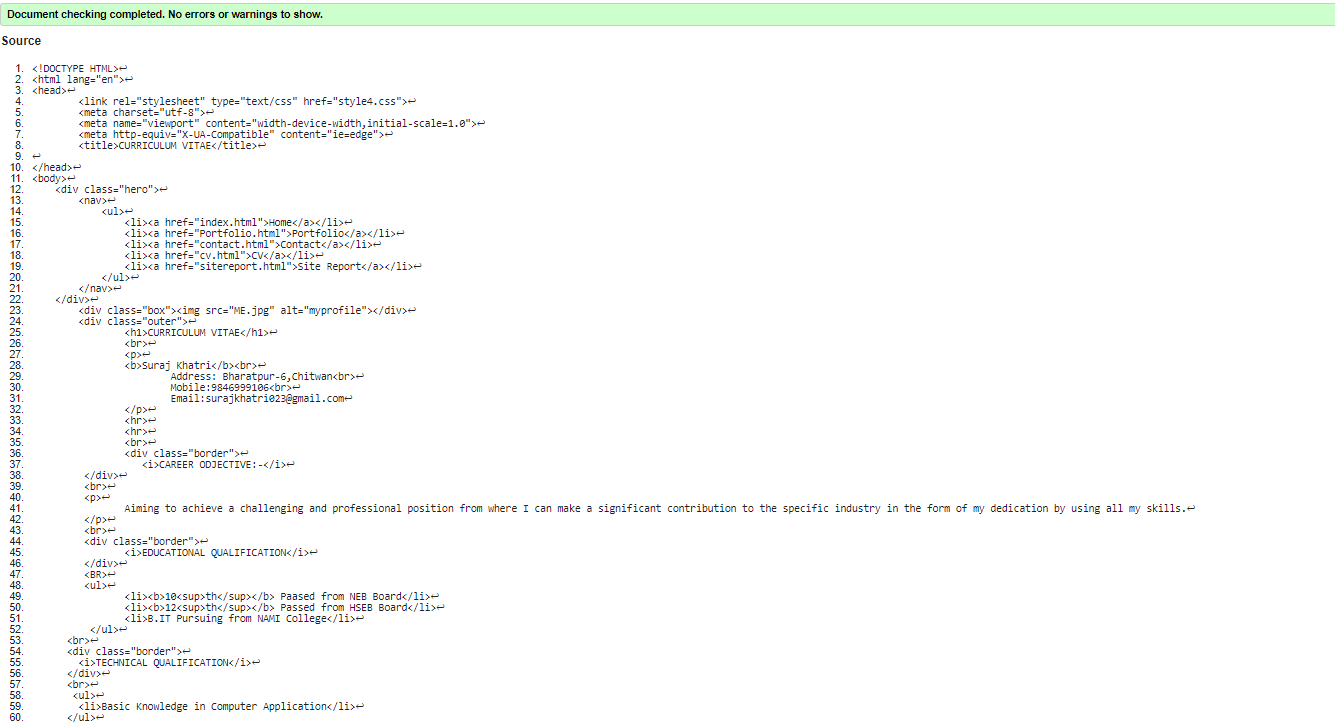 Document checking completed. No errors or warnings to show.
Source
1. <!DOCTYPE HTML>↩
2. <html lang="en">↩
3. <head>↩
4. <link rel="stylesheet" type="text/css" href="style4.css">↩
5. <meta charset="utf-8">↩
6. <meta name="viewport" content="width-device-width,initial-scale=1.0">↩
7. <meta http-equiv="X-UA-Compatible" content="ie=edge">↩
8. <title>CURRICULUM VITAE</title>↩
9. ↩
10. </head>↩
11. <body>↩
12. <div class="hero">↩
13. <nav>↩
14. <ul>↩
15. <li><a href="index.html">Home</a></li>↩
16. <li><a href="Portfolio.html">Portfolio</a></li>↩
17. <li><a href="contact.html">Contact</a></li>↩
18. <li><a href="cv.html">CV</a></li>↩
19. <li><a href="sitereport.html">Site Report</a></li>↩
20. </ul>↩
21. </nav>↩
22. </div>↩
23. <div class="box"><img src="ME.jpg" alt="myprofile"></div>↩
24. <div class="outer">↩
25. <h1>CURRICULUM VITAE</h1>↩
26. <br>↩
27. <p>↩
28. <b>Suraj Khatri</b><br>↩
29. Address: Bharatpur-6,Chitwan<br>↩
30. Mobile:9846999106<br>↩
31. Email:surajkhatri023@gmail.com↩
32. </p>↩
33. <hr>↩
34. <hr>↩
35. <br>↩
36. <div class="border">↩
37. <i>CAREER ODJECTIVE:-</i>↩
38. </div>↩
39. <br>↩
40. <p>↩
41. Aiming to achieve a challenging and professional position from where I can make a significant contribution to the specific industry in the form of my dedication by using all my skills.↩
42. </p>↩
43. <br>↩
44. <div class="border">↩
45. <i>EDUCATIONAL QUALIFICATION</i>↩
46. </div>↩
47. <BR>↩
48. <ul>↩
49. <li><b>10<sup>th</sup></b> Paased from NEB Board</li>↩
50. <li><b>12<sup>th</sup></b> Passed from HSEB Board</li>↩
51. <li>B.IT Pursuing from NAMI College</li>↩
52. </ul>↩
53. <br>↩
54. <div class="border">↩
55. <i>TECHNICAL QUALIFICATION</i>↩
56. </div>↩
57. <br>↩
58. <ul>↩
59. <li>Basic Knowledge in Computer Application</li>↩
60. </ul>↩